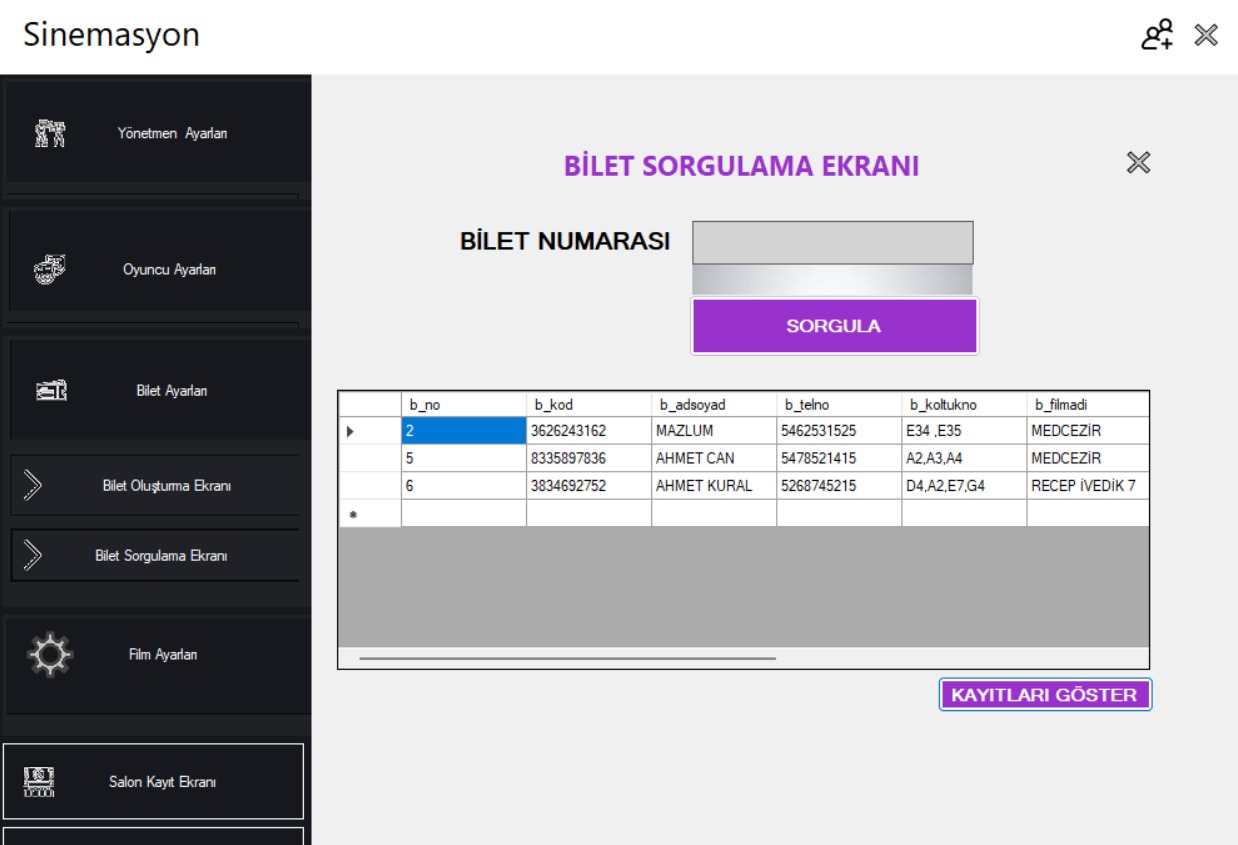 Sinemasyon
Yönetmen Ayarları
Oyuncu Ayarları
Bilet Ayarları
Bilet Oluşturma Ekranı
Bilet Sorgulama Ekranı
Film Ayarları
Salon Kayıt Ekranı
BİLET SORGULAMA EKRANI
BİLET NUMARASI
SORGULA
b_no b_kod b_adsoyad b_telno b_koltukno b_filmadi
2 3626243162 MAZLUM 5462531525 E34 ,E35 MEDCEZİR
5 8335897836 AHMET CAN 5478521415 A2,A3,A4 MEDCEZİR
6 3834692752 AHMET KURAL 5268745215 D4,A2,E7,G4 RECEP İVEDİK 7
KAYITLARI GÖSTER